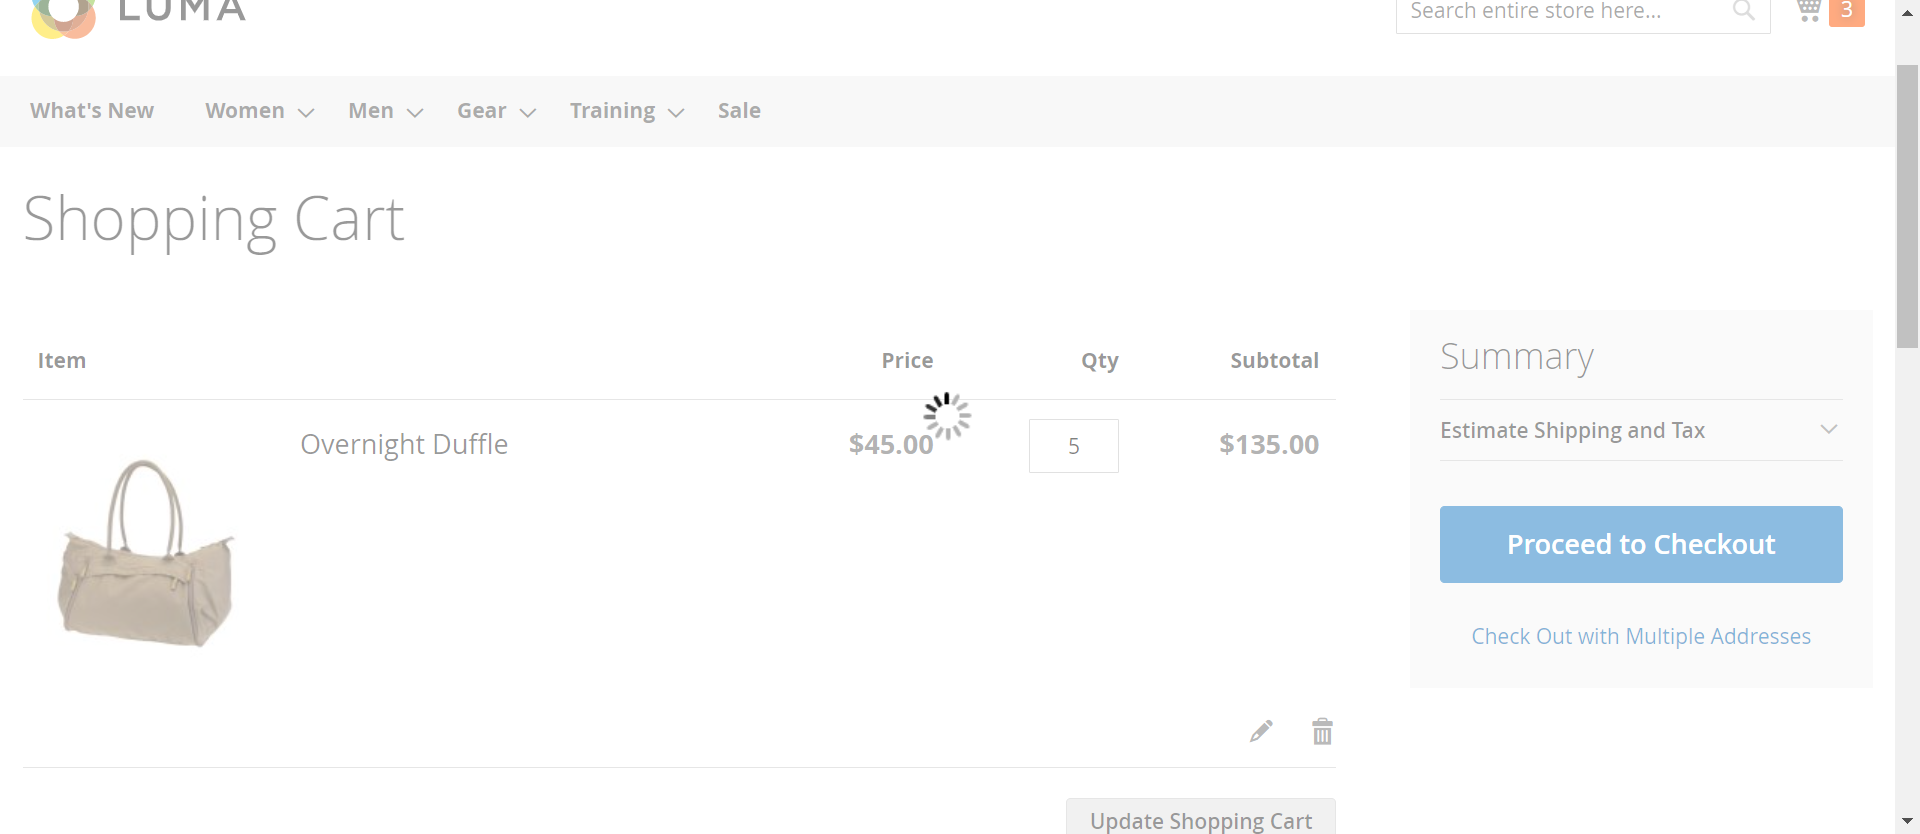 LUMA
Search entire store here...
3
What's New Women Men Gear Training Sale
Shopping Cart
Item Price Qty Subtotal
Overnight Duffle $45.00 5 $135.00
Summary
Estimate Shipping and Tax
Proceed to Checkout
Check Out with Multiple Addresses
Update Shopping Cart